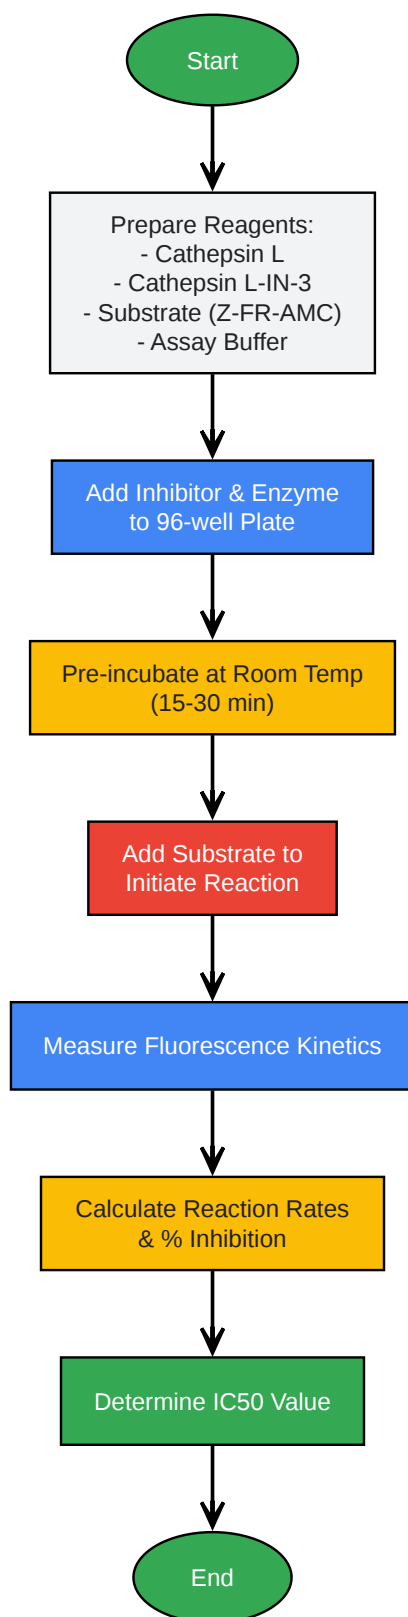 Start
Prepare Reagents:
- Cathepsin L
- Cathepsin L-IN-3
- Substrate (Z-FR-AMC)
- Assay Buffer
Add Inhibitor & Enzyme
to 96-well Plate
Pre-incubate at Room Temp
(15-30 min)
Add Substrate to
Initiate Reaction
Measure Fluorescence Kinetics
Calculate Reaction Rates
& % Inhibition
Determine IC50 Value
End